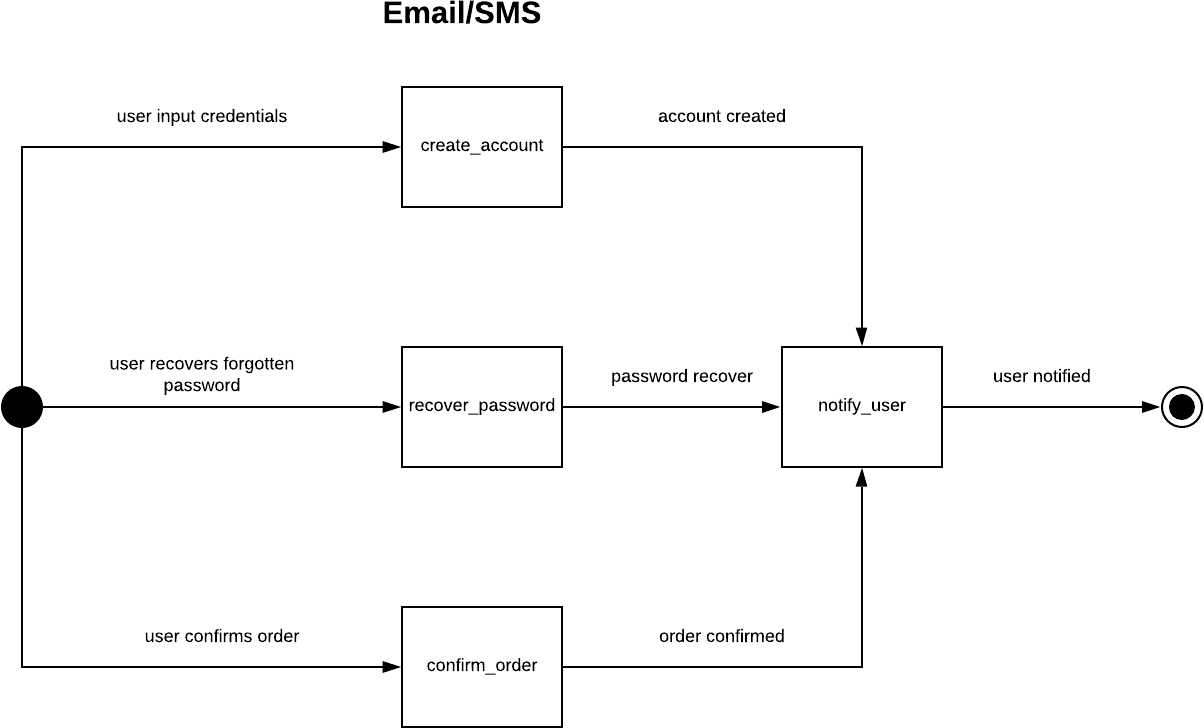 Email/SMS
user input credentials
create_account
account created
user recovers forgotten
password
recover_password
password recover
notify_user
user notified
user confirms order
confirm_order
order confirmed